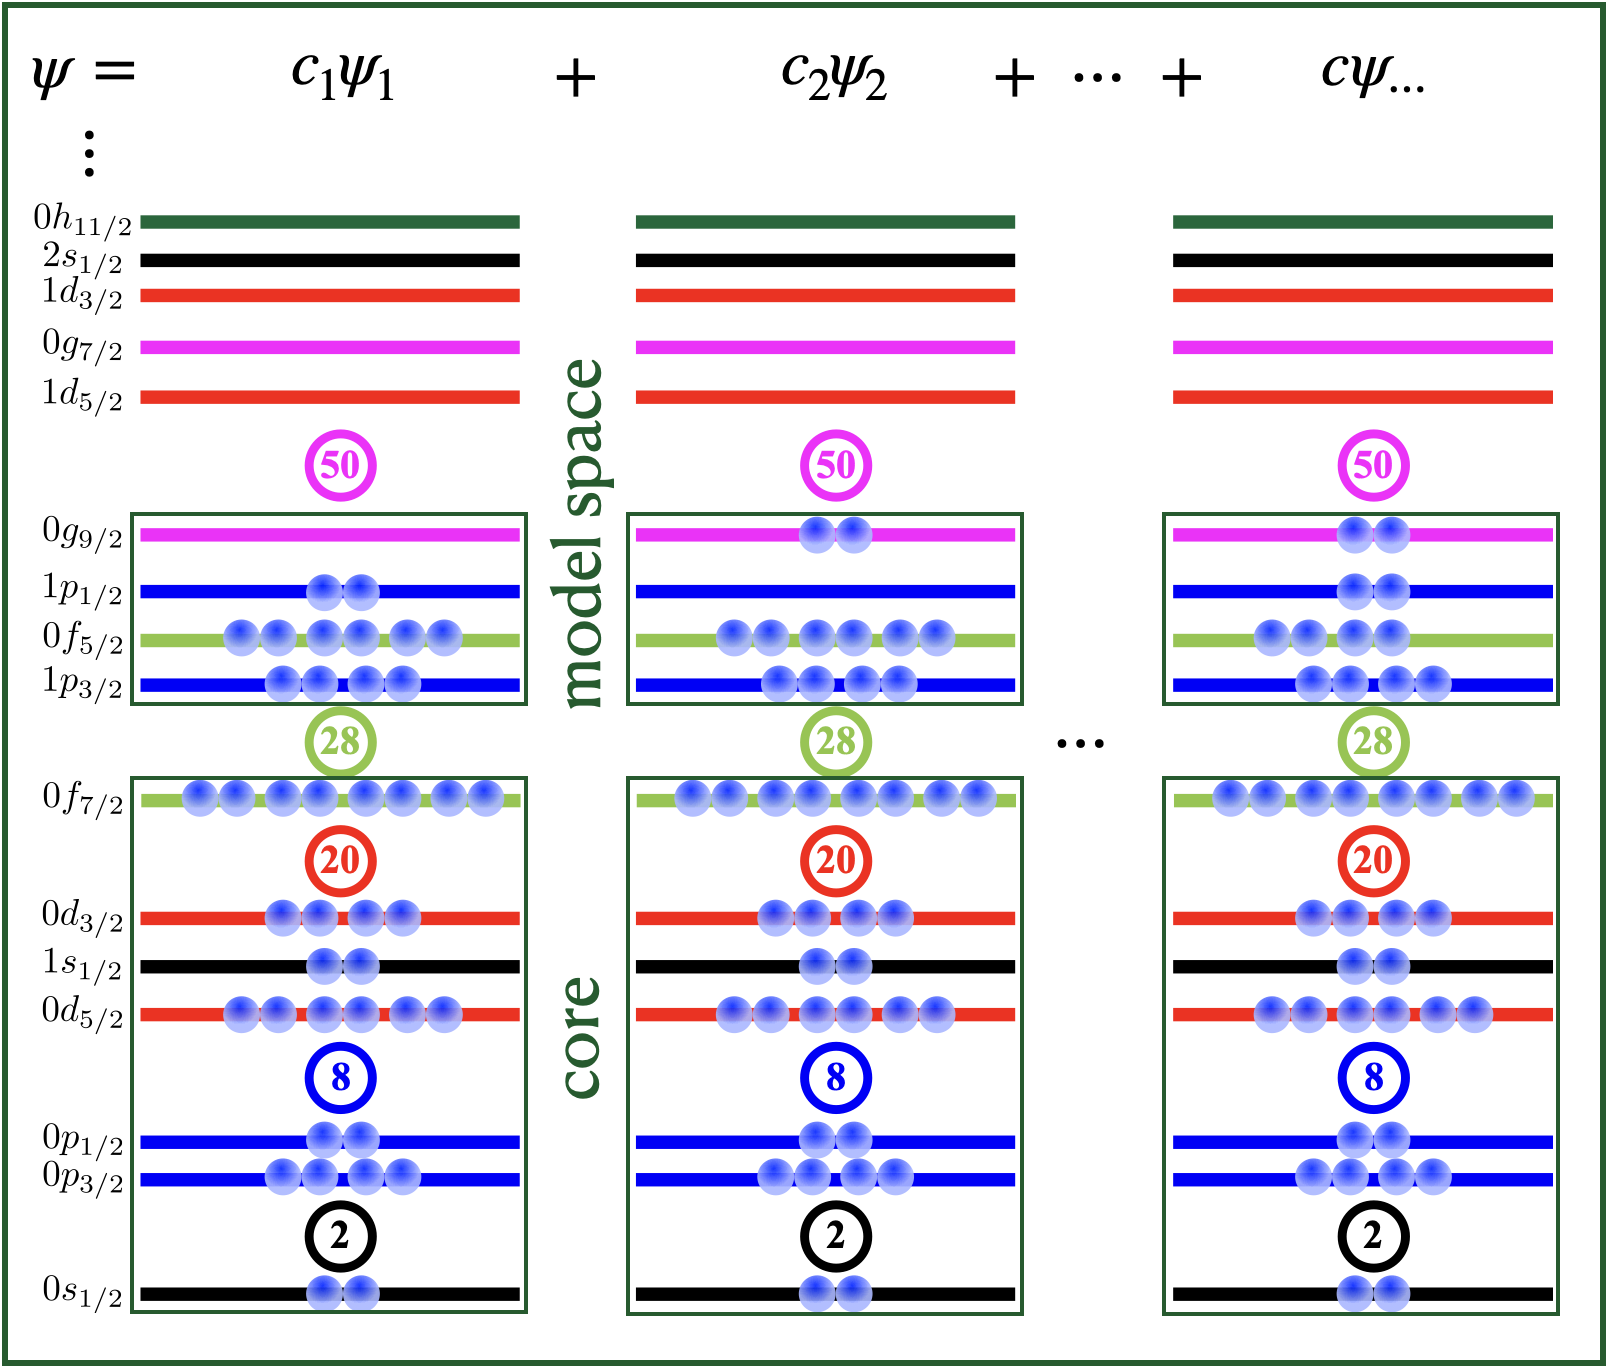 ψ = c₁ψ₁ + c₂ψ₂ + ··· + cψ...
⋮
0h₁₁/₂
2s₁/₂
1d₃/₂
0g₇/₂
1d₅/₂
50 50 50
0g₉/₂
1p₁/₂
0f₅/₂
1p₃/₂
model space
28 28 ··· 28
0f₇/₂
20 20 20
0d₃/₂
1s₁/₂
0d₅/₂
core
8 8 8
0p₁/₂
0p₃/₂
2 2 2
0s₁/₂